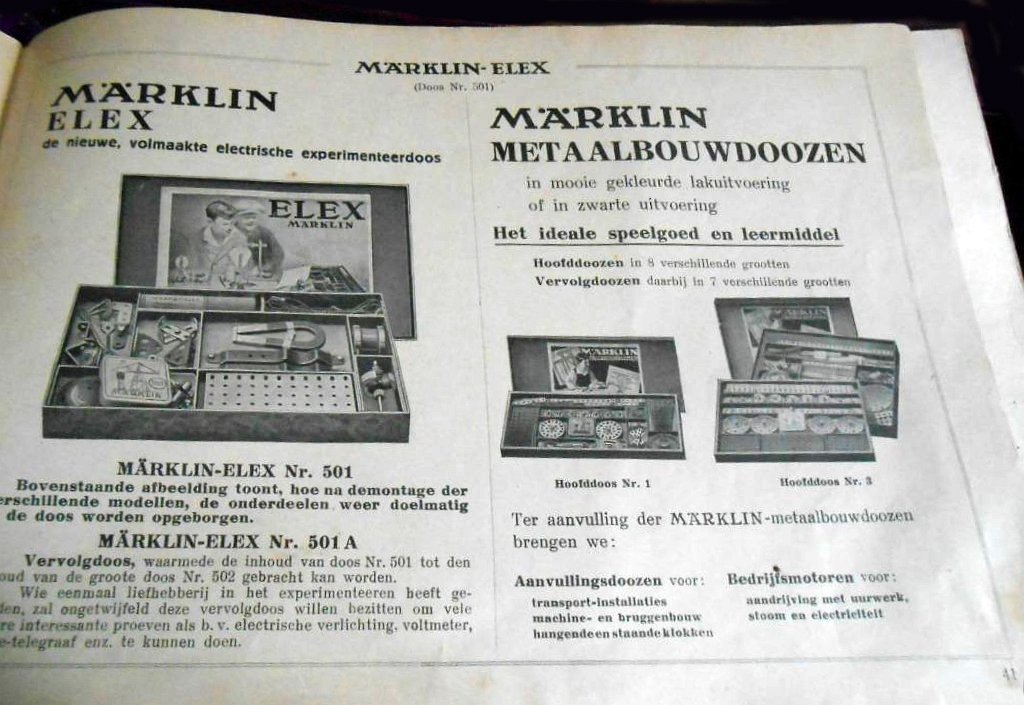 MÄRKLIN-ELEX
(Doos Nr. 501)
MÄRKLIN
ELEX
de nieuwe, volmaakte electrische experimenteerdoos
ELEX
MÄRKLIN
MÄRKLIN
MÄRKLIN-ELEX Nr. 501
Bovenstaande afbeelding toont, hoe na demontage der
erschillende modellen, de onderdeelen weer doelmatig
de doos worden opgeborgen.
MÄRKLIN-ELEX Nr. 501 A
Vervolgdoos, waarmede de inhoud van doos Nr. 501 tot den
oud van de groote doos Nr. 502 gebracht kan worden.
Wie eenmaal liefhebberij in het experimenteeren heeft ge-
den, zal ongetwijfeld deze vervolgdoos willen bezitten om vele
re interessante proeven als b. v. electrische verlichting, voltmeter,
e-telegraaf enz. te kunnen doen.
MÄRKLIN
METAALBOUWDOOZEN
in mooie gekleurde lakuitvoering
of in zwarte uitvoering
Het ideale speelgoed en leermiddel
Hoofddoozen in 8 verschillende grootten
Vervolgdoozen daarbij in 7 verschillende grootten
MÄRKLIN
Hoofddoos Nr. 1
Hoofddoos Nr. 3
Ter aanvulling der MÄRKLIN-metaalbouwdoozen
brengen we:
Aanvullingsdoozen voor:
transport-installaties
machine- en bruggenbouw
hangende en staande klokken
Bedrijfsmotoren voor:
aandrijving met uurwerk,
stoom en electriciteit
41